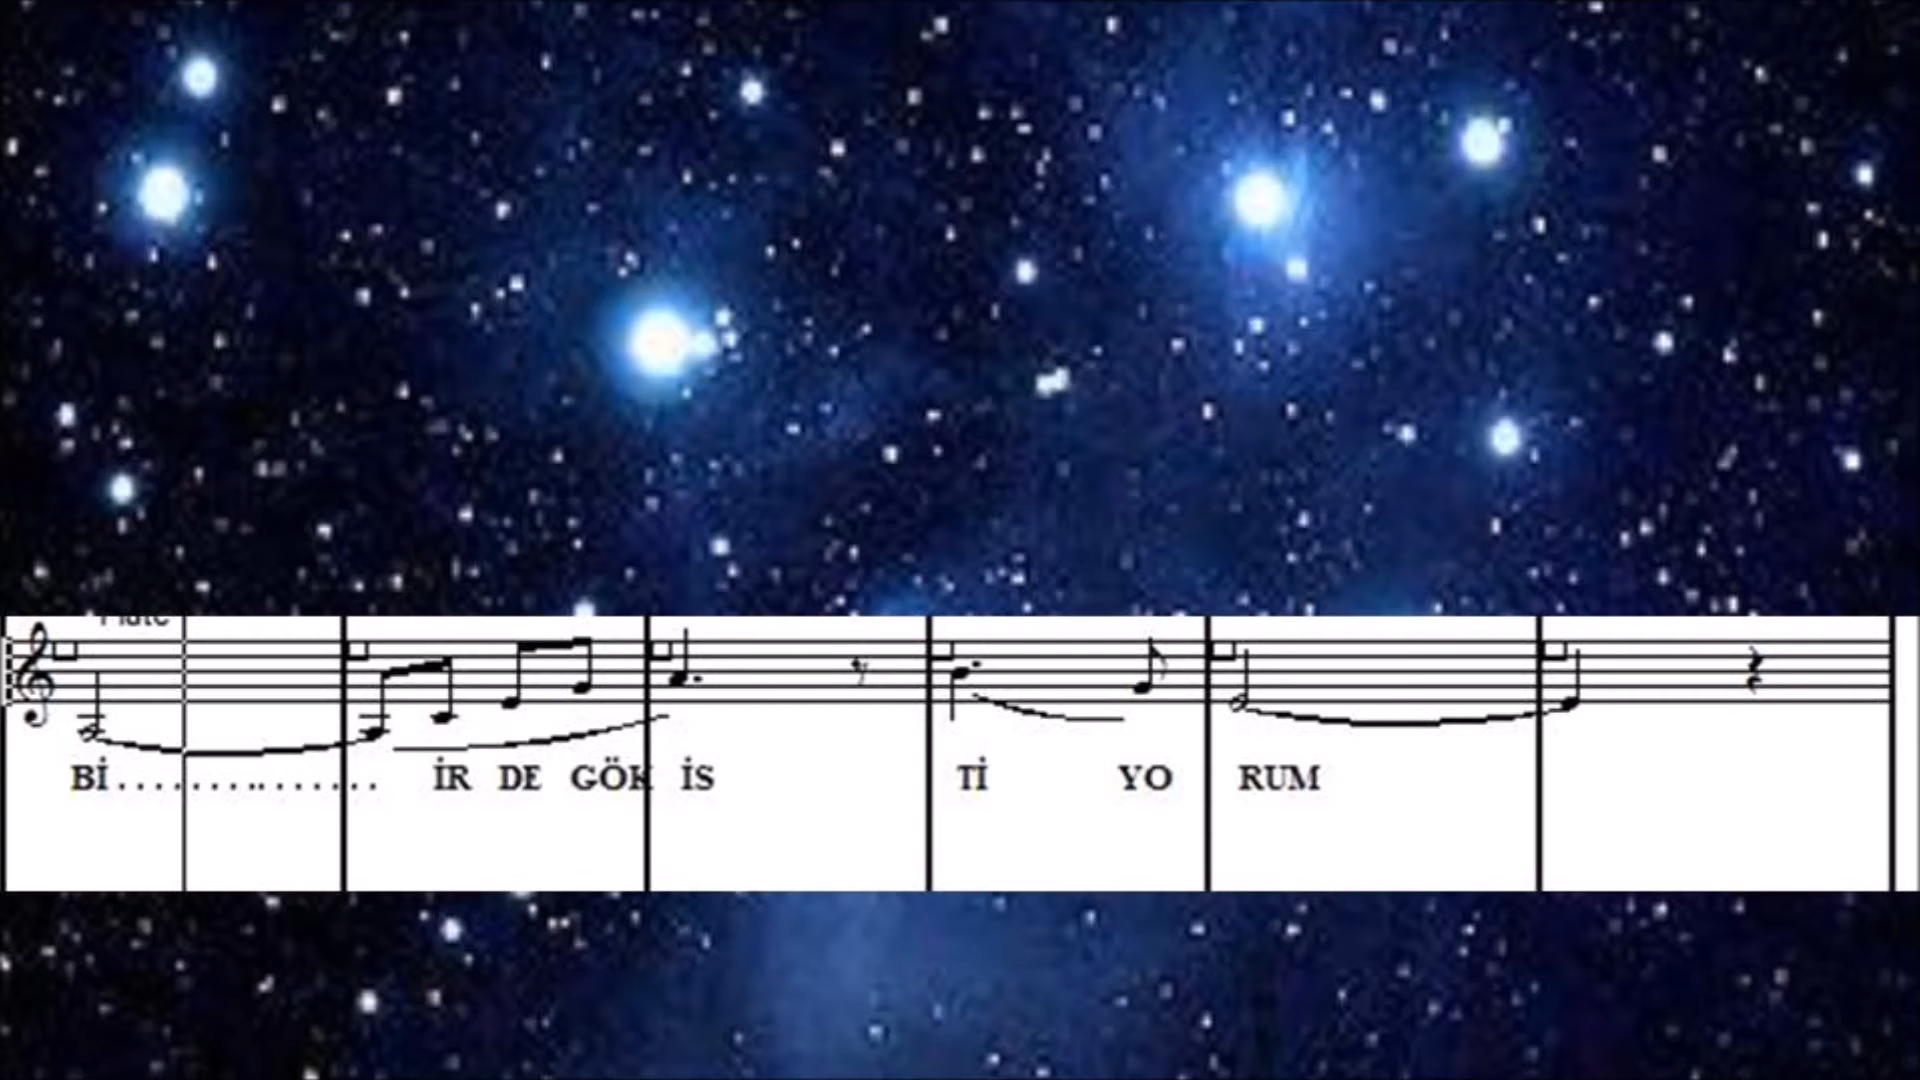 Bİ.................. İR DE GÖK İS Tİ YO RUM